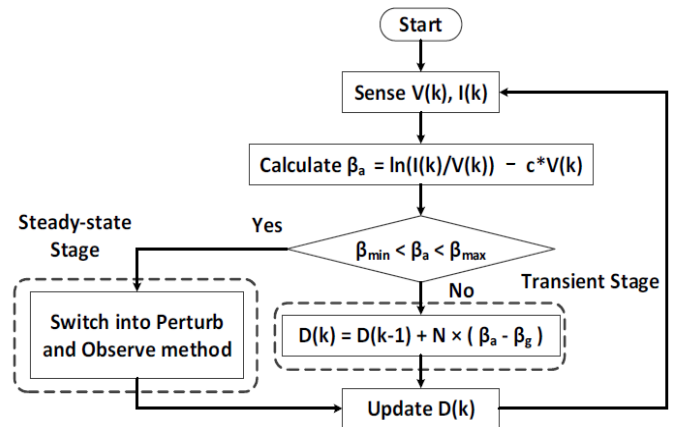 Start
Sense V(k), I(k)
Calculate βa = ln(I(k)/V(k)) − c*V(k)
Steady-state
Stage
Yes
βmin < βa < βmax
Transient Stage
No
Switch into Perturb
and Observe method
D(k) = D(k-1) + N × ( βa - βg )
Update D(k)